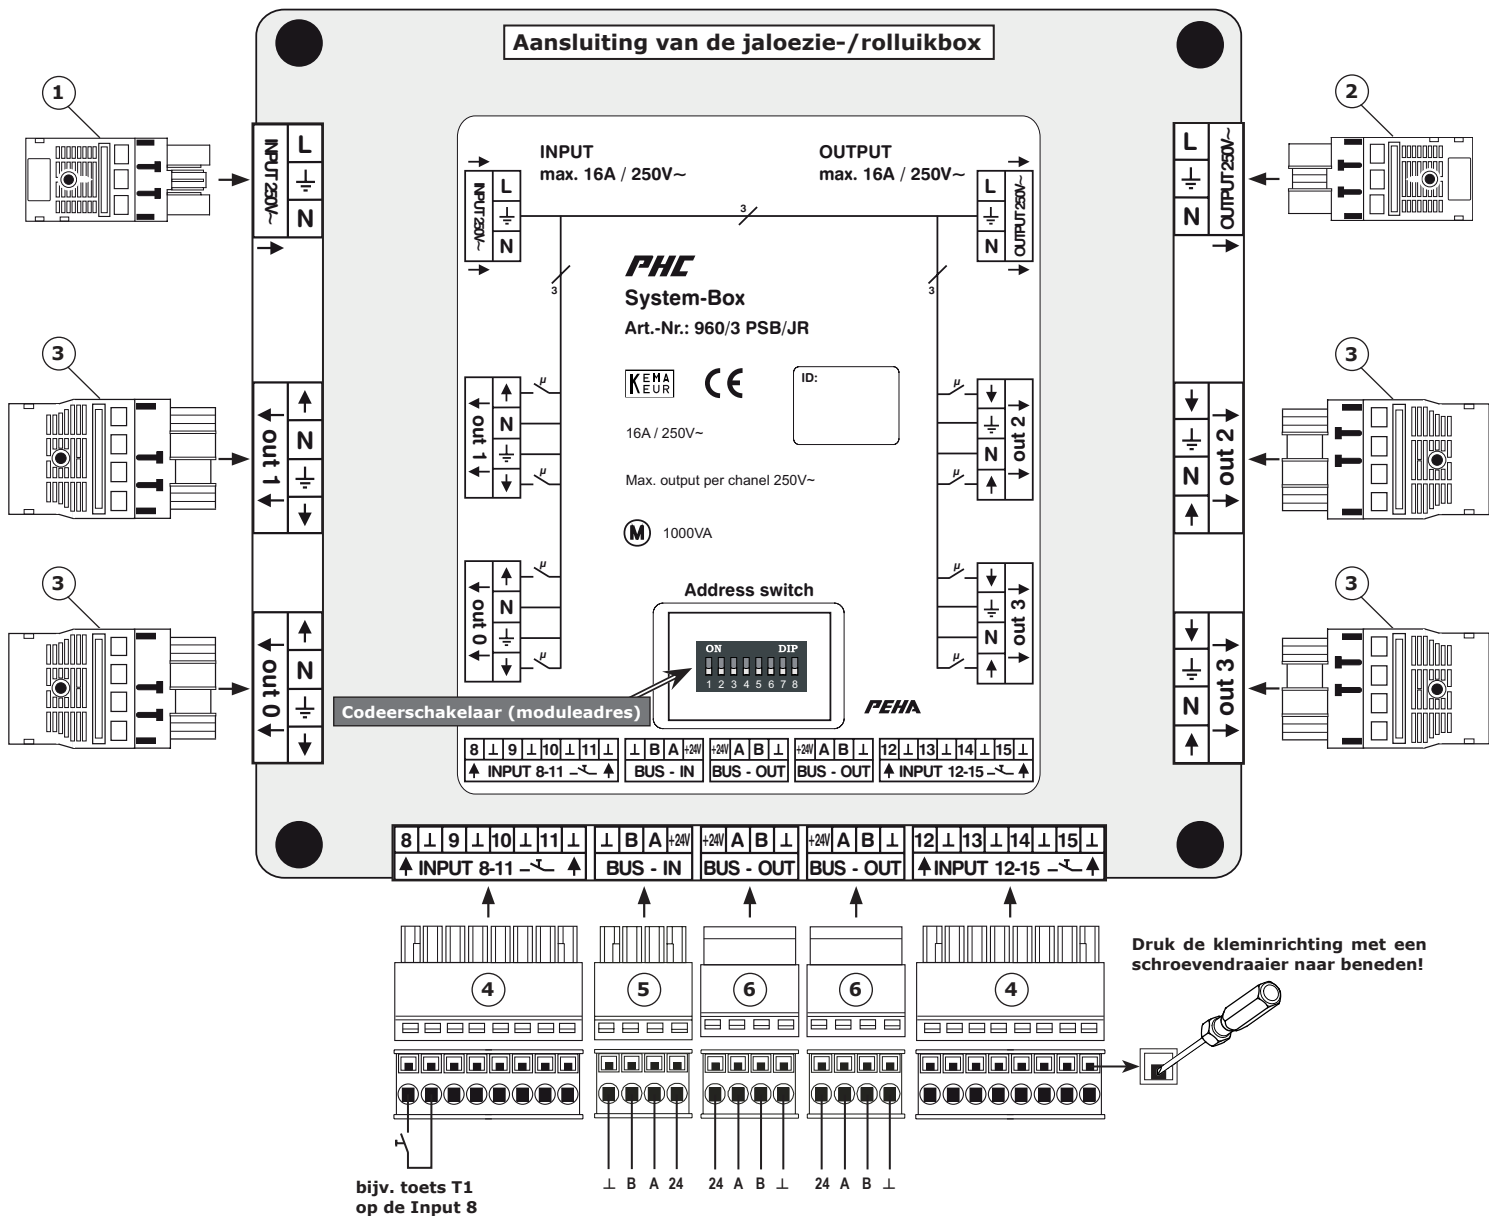 Aansluiting van de jaloezie-/rolluikbox
1
2
INPUT 250V~
L
N
L
N
OUTPUT 250V~
INPUT
max. 16A / 250V~
OUTPUT
max. 16A / 250V~
INPUT 250V~
L
N
L
N
OUTPUT 250V~
3
3
3
PHC
System-Box
Art.-Nr.: 960/3 PSB/JR
KEMA
KEUR
CE
ID:
16A / 250V~
Max. output per chanel 250V~
M
1000VA
3
out 1
N
out 1
N
µ
µ
µ
µ
N
out 2
3
N
out 2
3
out 0
N
out 0
N
µ
µ
µ
µ
N
out 3
3
N
out 3
Address switch
ON DIP
1 2 3 4 5 6 7 8
Codeerschakelaar (moduleadres)
PEHA
8 ⊥ 9 ⊥ 10 ⊥ 11 ⊥
INPUT 8-11
⊥ B A +24V
BUS - IN
+24V A B ⊥
BUS - OUT
+24V A B ⊥
BUS - OUT
12 ⊥ 13 ⊥ 14 ⊥ 15 ⊥
INPUT 12-15
8 ⊥ 9 ⊥ 10 ⊥ 11 ⊥
INPUT 8-11
⊥ B A +24V
BUS - IN
+24V A B ⊥
BUS - OUT
+24V A B ⊥
BUS - OUT
12 ⊥ 13 ⊥ 14 ⊥ 15 ⊥
INPUT 12-15
4
5
6
6
4
Druk de kleminrichting met een
schroevendraaier naar beneden!
⊥ B A 24
24 A B ⊥
24 A B ⊥
bijv. toets T1
op de Input 8